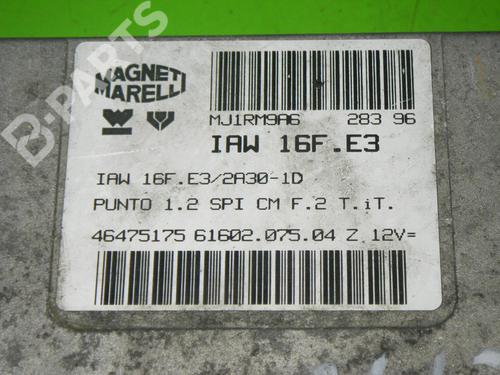 B-PARTS
MAGNETI
MARELLI
MJ1RM9A6 283 96
IAW 16F.E3
IAW 16F.E3/2A30-1D
PUNTO 1.2 SPI CM F.2 T.iT.
46475175 61602.075.04 Z 12V=